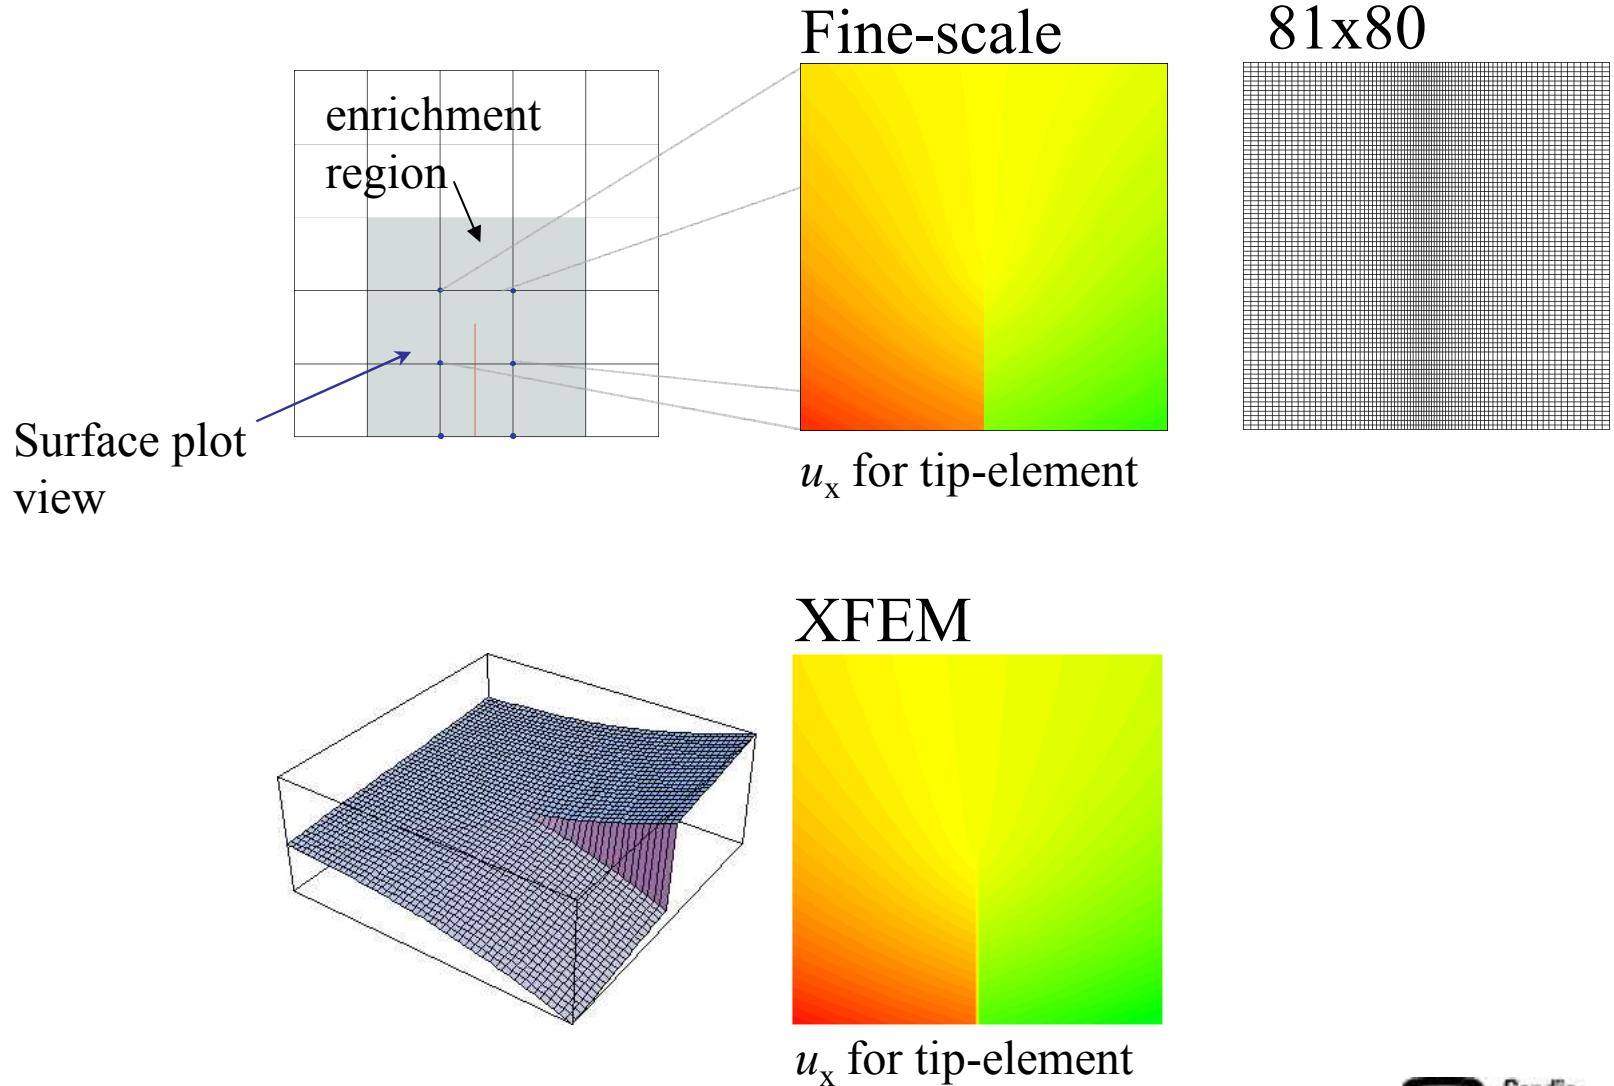 Fine-scale
81x80
enrichment
region
Surface plot
view
uₓ for tip-element
XFEM
uₓ for tip-element